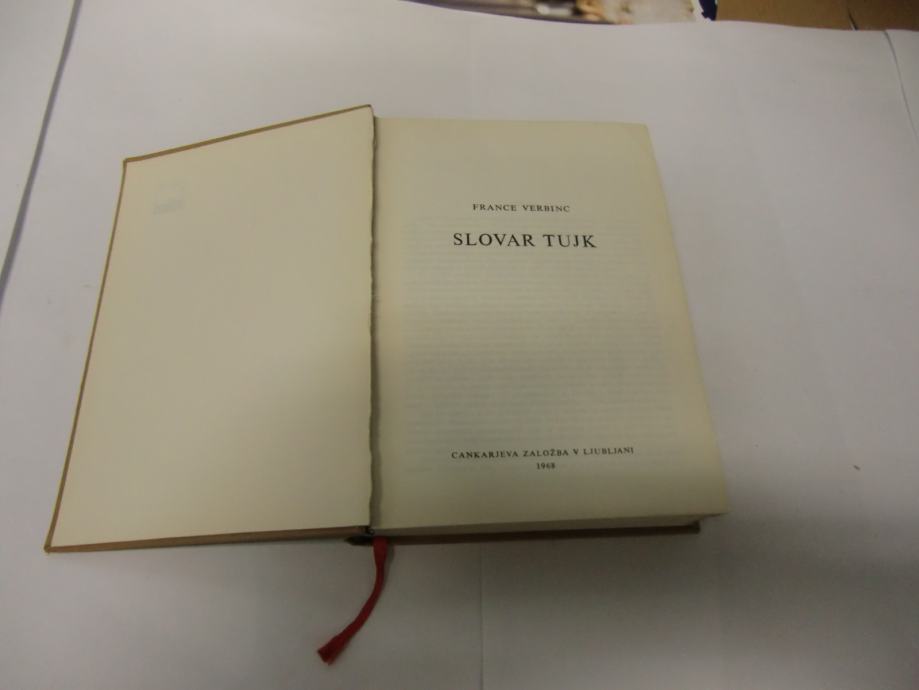 FRANCE VERBINC
SLOVAR TUJK
CANKARJEVA ZALOŽBA V LJUBLJANI
1968